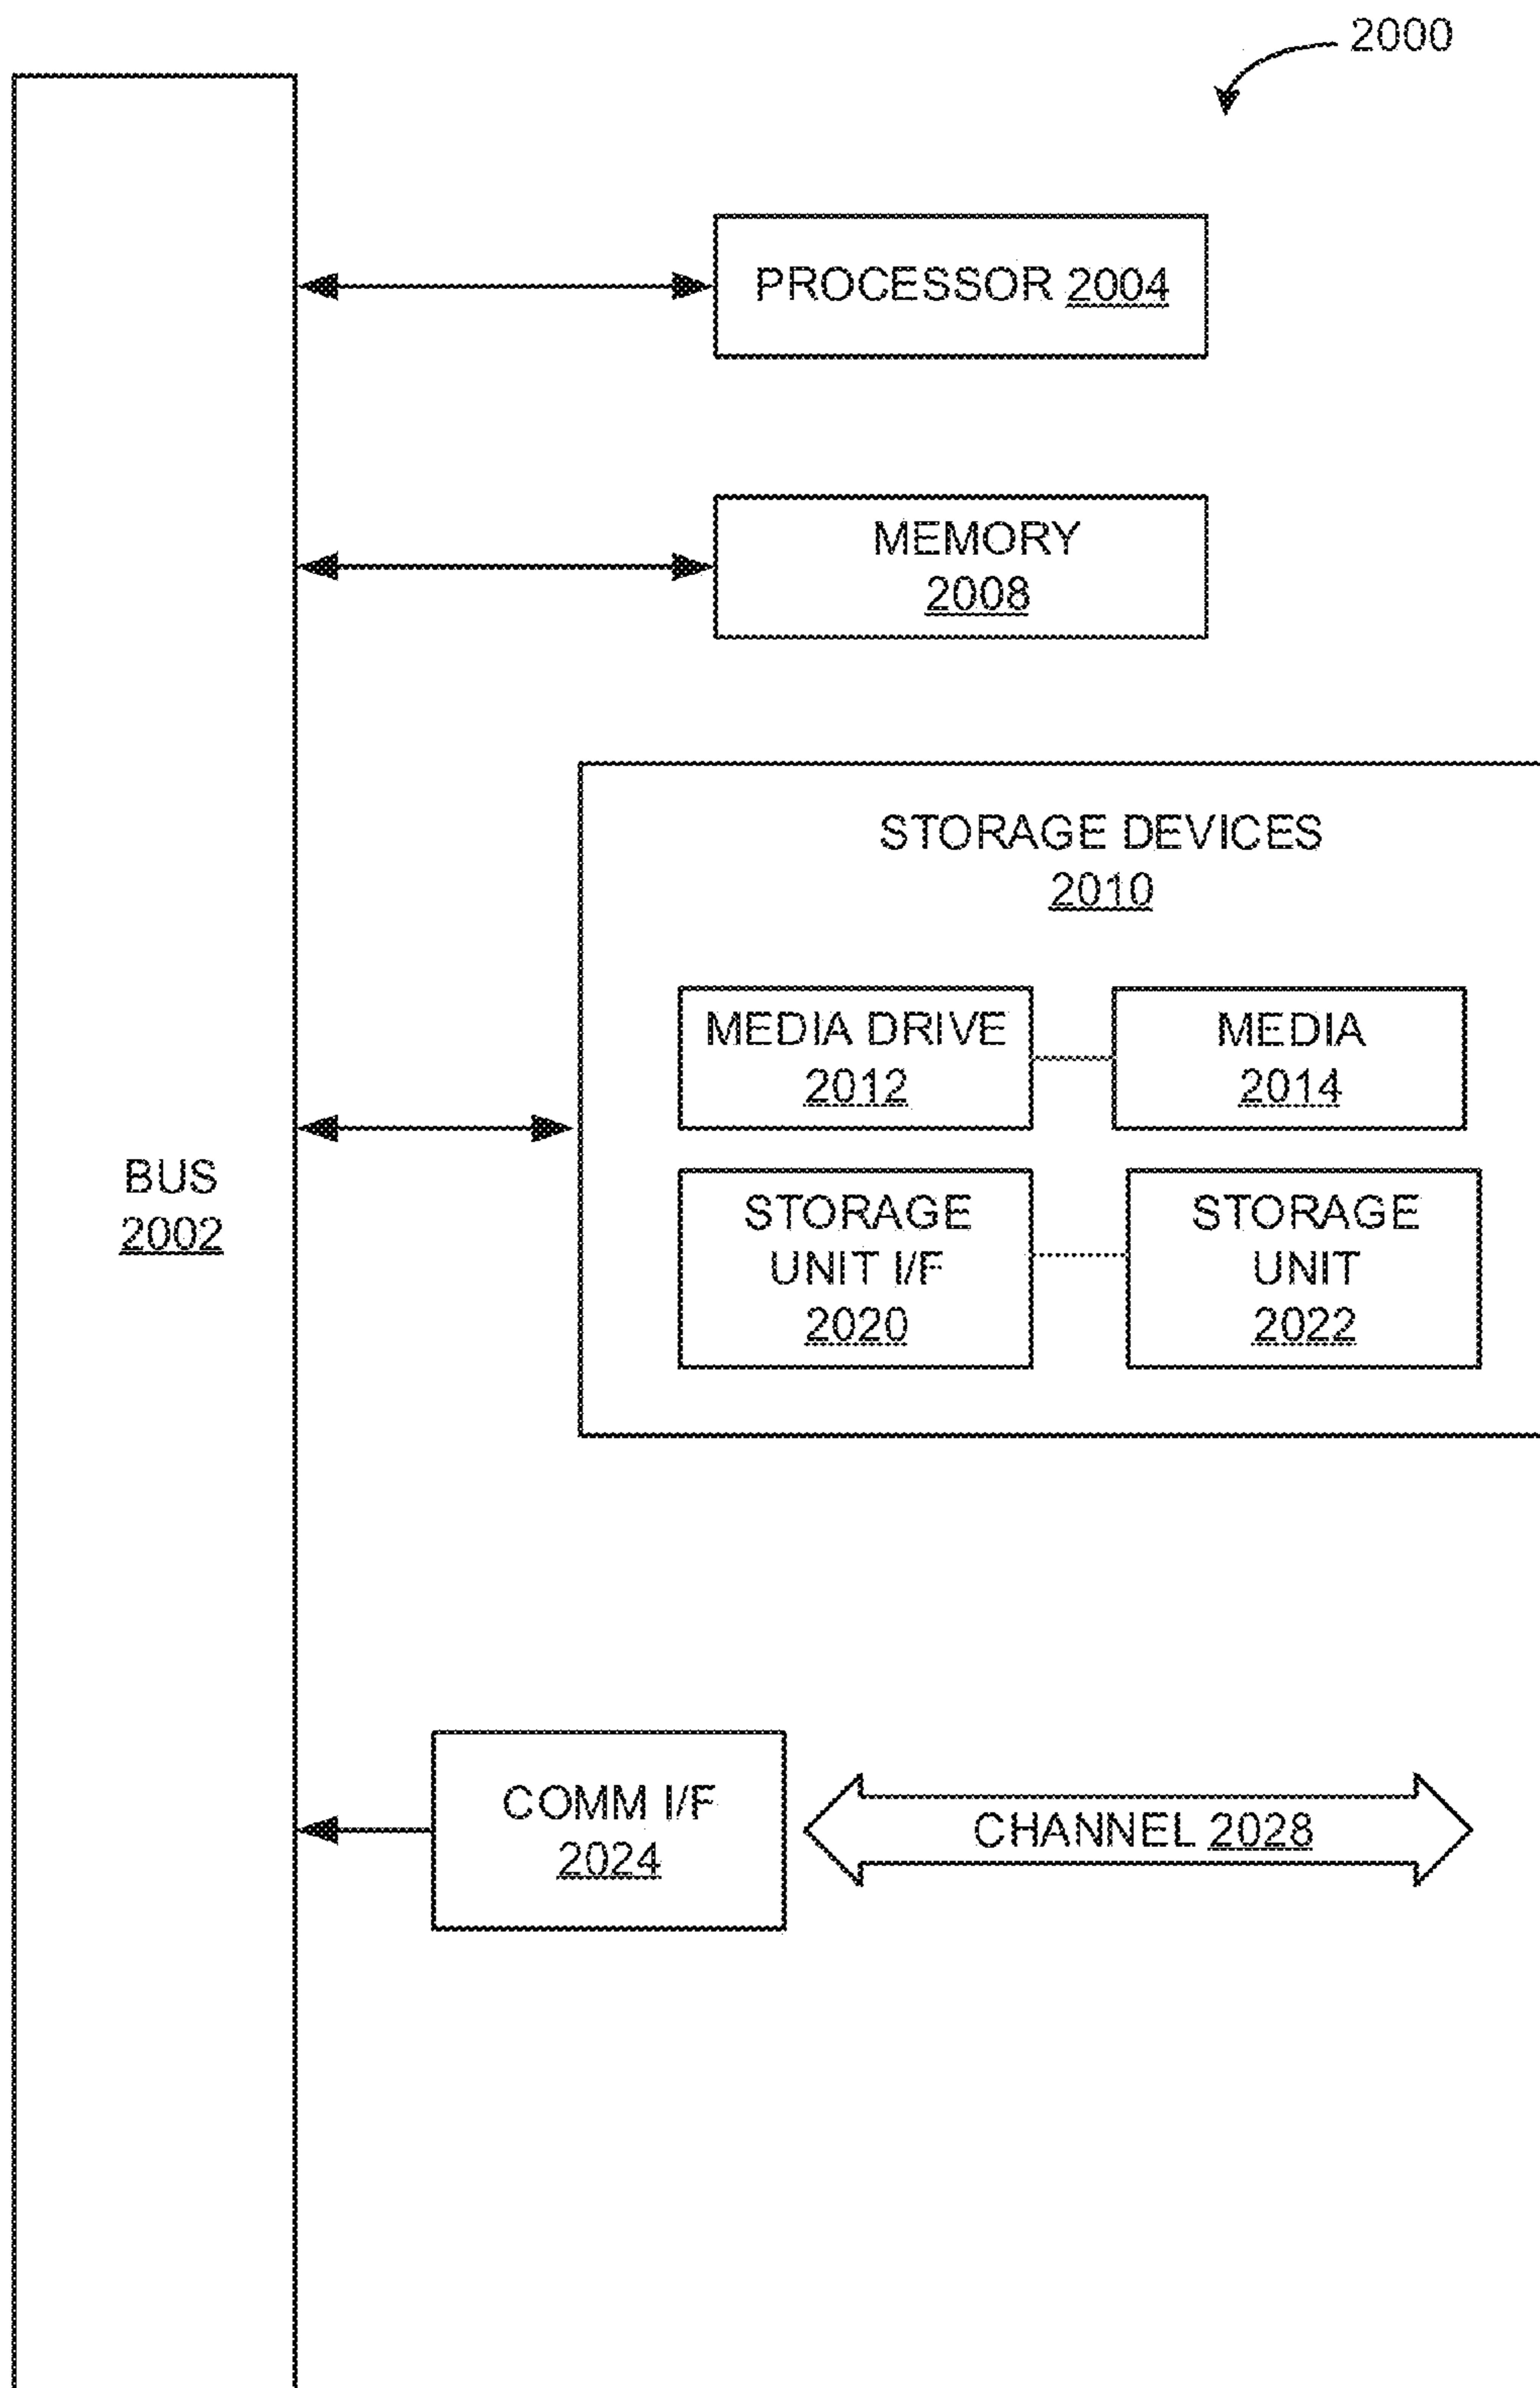 2000
PROCESSOR 2004
MEMORY
2008
STORAGE DEVICES
2010
MEDIA DRIVE
2012
MEDIA
2014
BUS
2002
STORAGE
UNIT I/F
2020
STORAGE
UNIT
2022
COMM I/F
2024
CHANNEL 2028